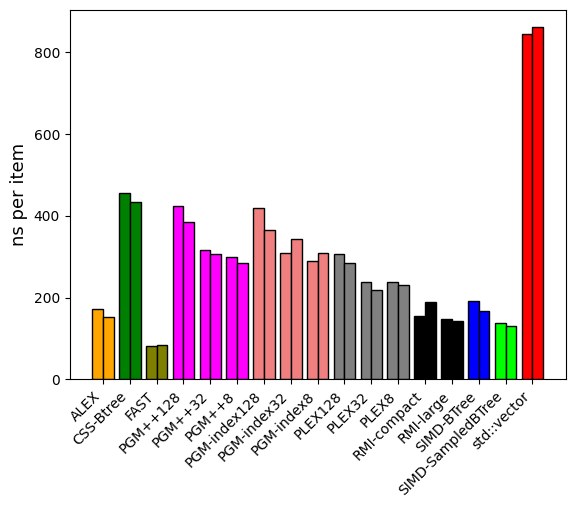 800
600
400
200
0
ns per item
ALEX
CSS-Btree
FAST
PGM++128
PGM++32
PGM++8
PGM-index128
PGM-index32
PGM-index8
PLEX128
PLEX32
PLEX8
RMI-compact
RMI-large
SIMD-BTree
SIMD-SampledBTree
std::vector